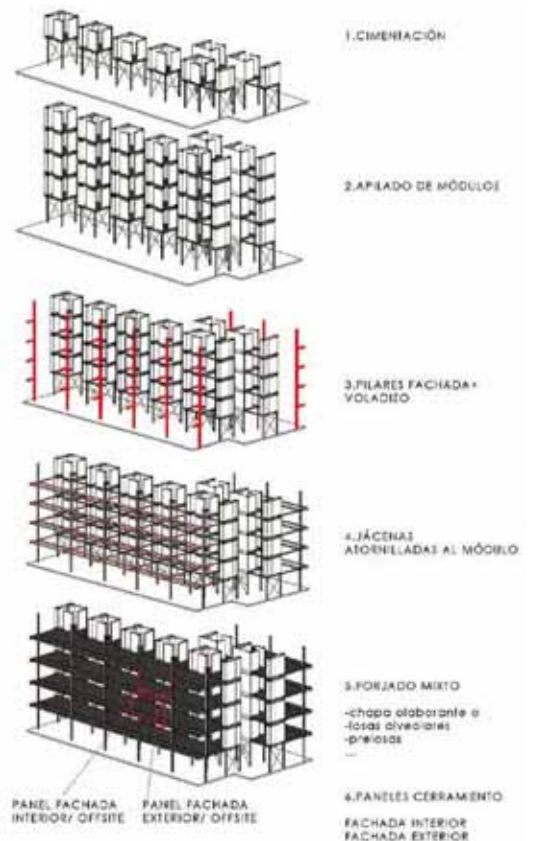 1.CIMENTACIÓN
2.APILADO DE MÓDULOS
3.PILARES FACHADA+
VOLADIZO
4.JÁCENAS
ATORNILLADAS AL MÓDULO
5.FORJADO MIXTO
-chapa olaborante o
-losas alveolares
-prelosas
...
PANEL FACHADA
INTERIOR/ OFFSITE
PANEL FACHADA
EXTERIOR/ OFFSITE
6.PANELES CERRAMIENTO
FACHADA INTERIOR
FACHADA EXTERIOR